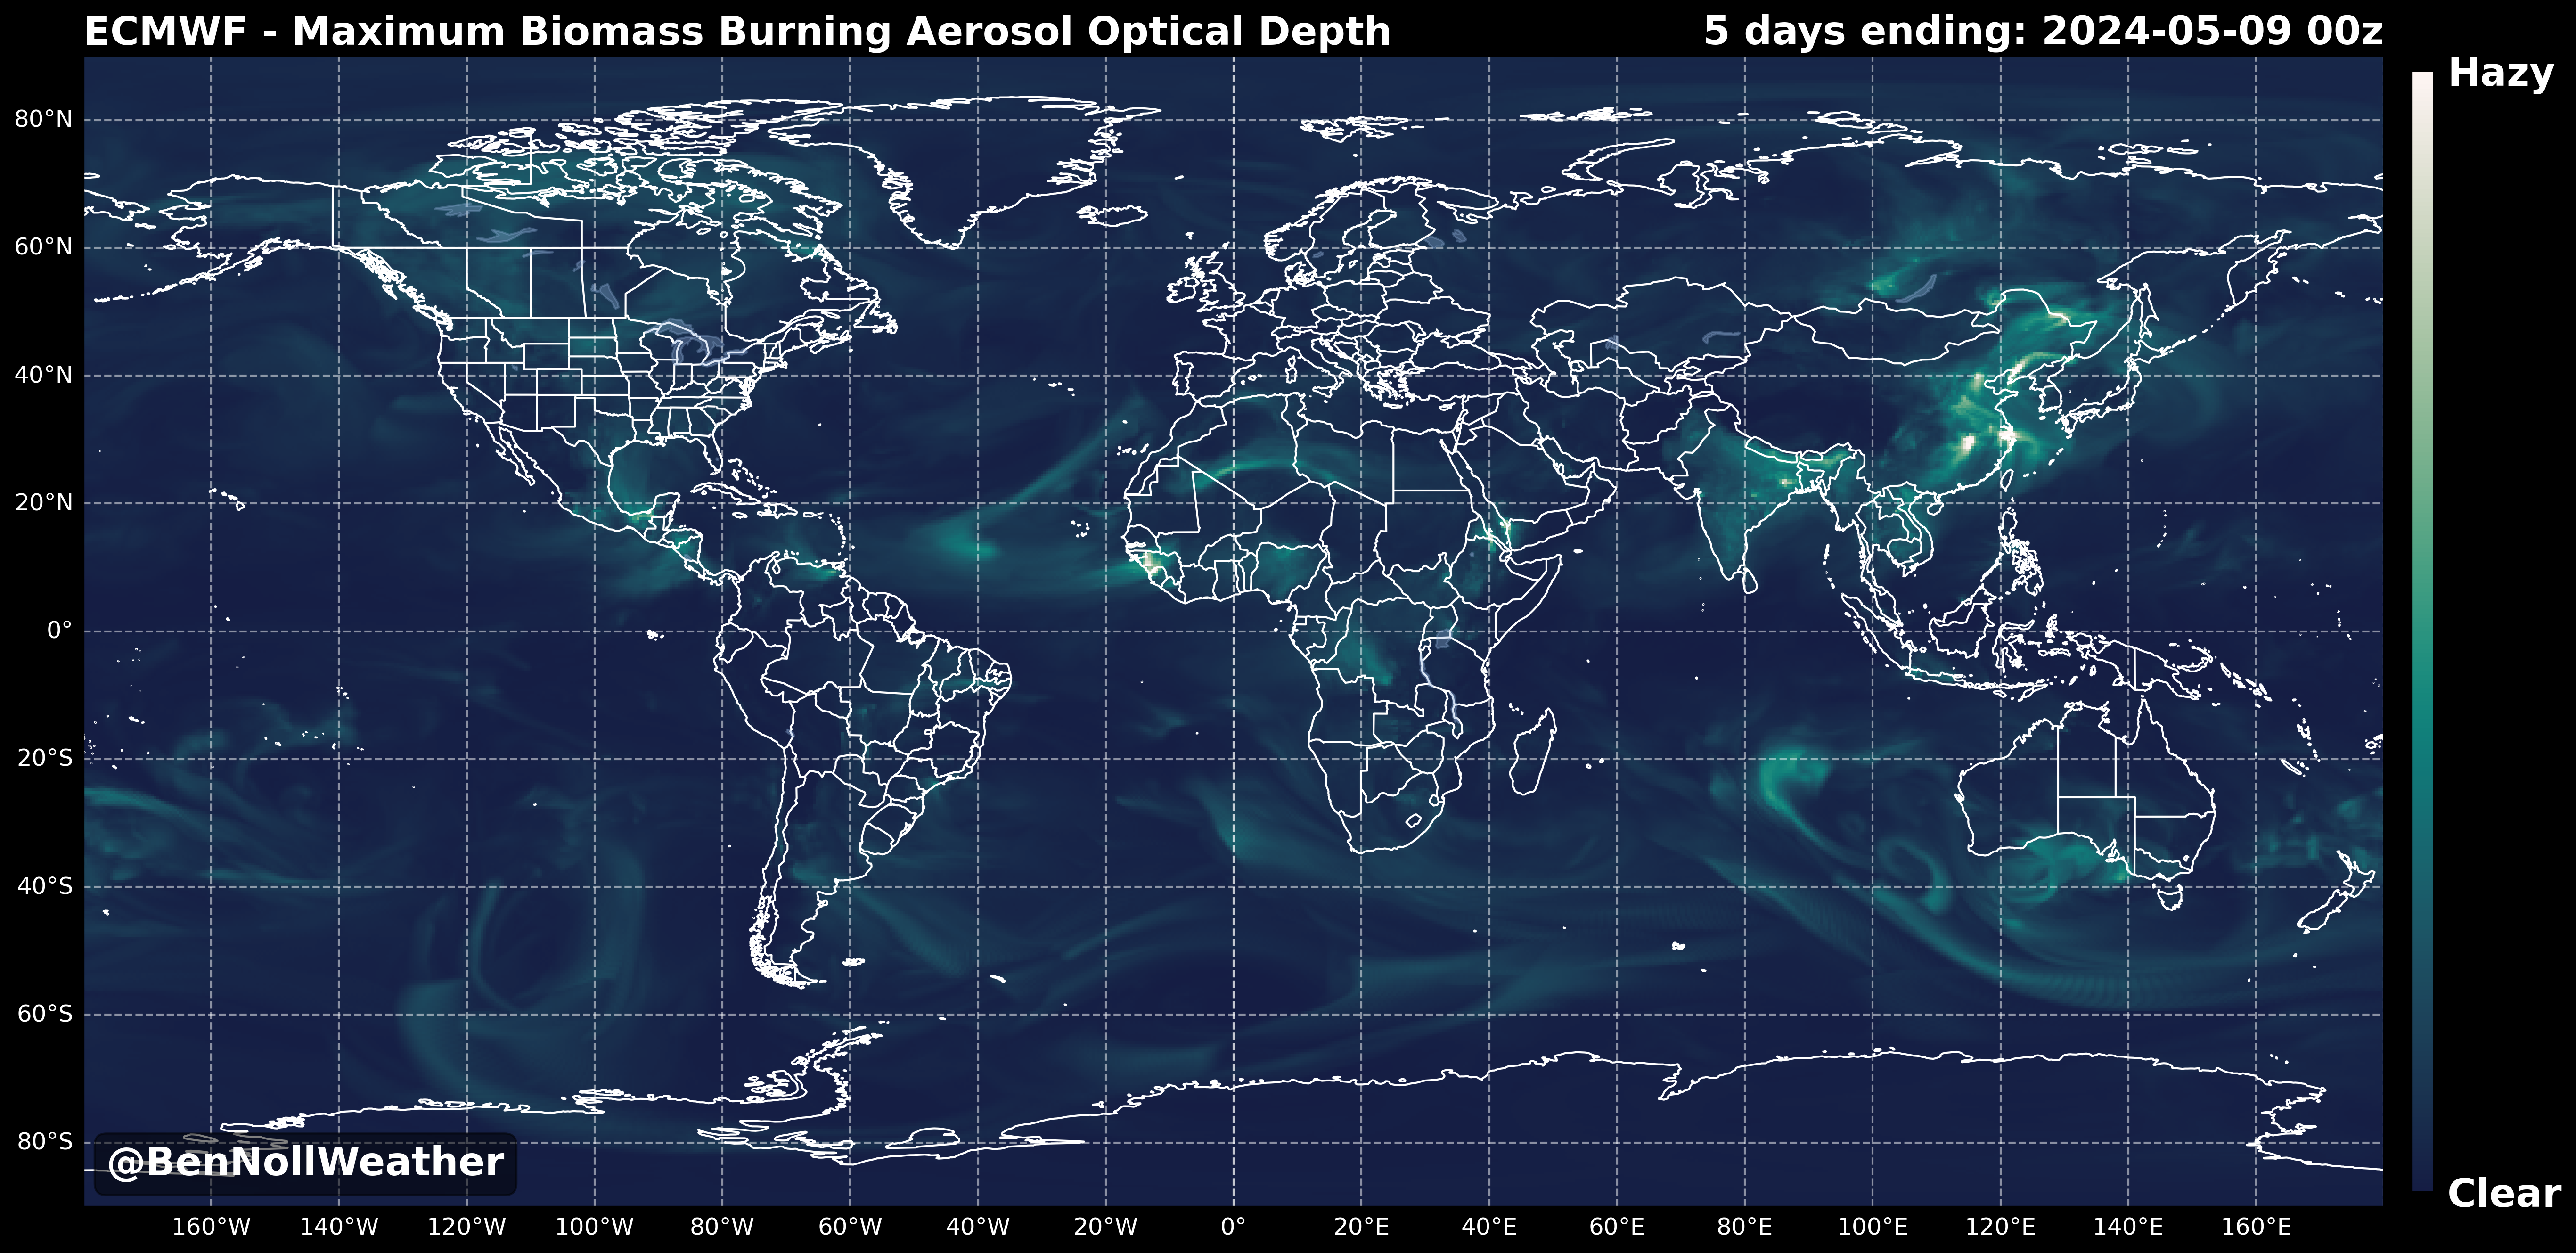 ECMWF - Maximum Biomass Burning Aerosol Optical Depth
5 days ending: 2024-05-09 00z
Hazy
80°N
60°N
40°N
20°N
0°
20°S
40°S
60°S
80°S
@BenNollWeather
Clear
160°W 140°W 120°W 100°W 80°W 60°W 40°W 20°W 0° 20°E 40°E 60°E 80°E 100°E 120°E 140°E 160°E